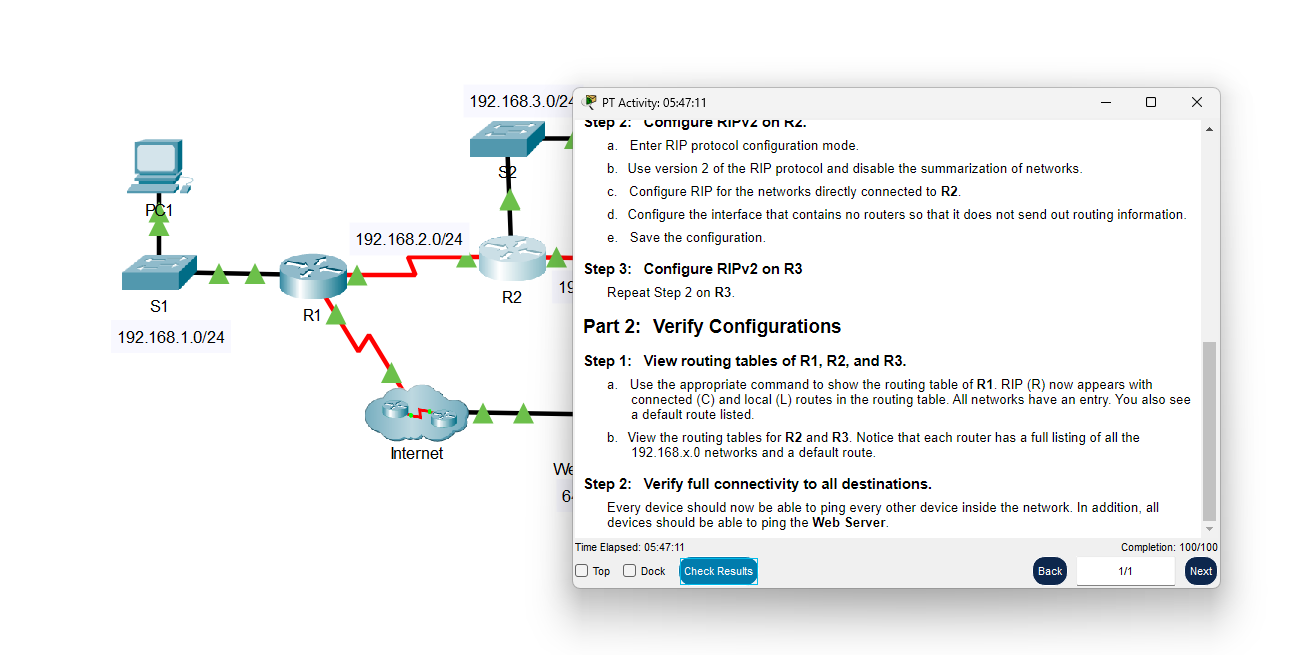 192.168.3.0/24
PC1
S2
192.168.2.0/24
S1
R1
R2
19
192.168.1.0/24
Internet
We
6
PT Activity: 05:47:11
Step 2: Configure RIPv2 on R2.
a. Enter RIP protocol configuration mode.
b. Use version 2 of the RIP protocol and disable the summarization of networks.
c. Configure RIP for the networks directly connected to R2.
d. Configure the interface that contains no routers so that it does not send out routing information.
e. Save the configuration.
Step 3: Configure RIPv2 on R3
Repeat Step 2 on R3.
Part 2: Verify Configurations
Step 1: View routing tables of R1, R2, and R3.
a. Use the appropriate command to show the routing table of R1. RIP (R) now appears with
connected (C) and local (L) routes in the routing table. All networks have an entry. You also see
a default route listed.
b. View the routing tables for R2 and R3. Notice that each router has a full listing of all the
192.168.x.0 networks and a default route.
Step 2: Verify full connectivity to all destinations.
Every device should now be able to ping every other device inside the network. In addition, all
devices should be able to ping the Web Server.
Time Elapsed: 05:47:11
Completion: 100/100
Top
Dock
Check Results
Back
1/1
Next